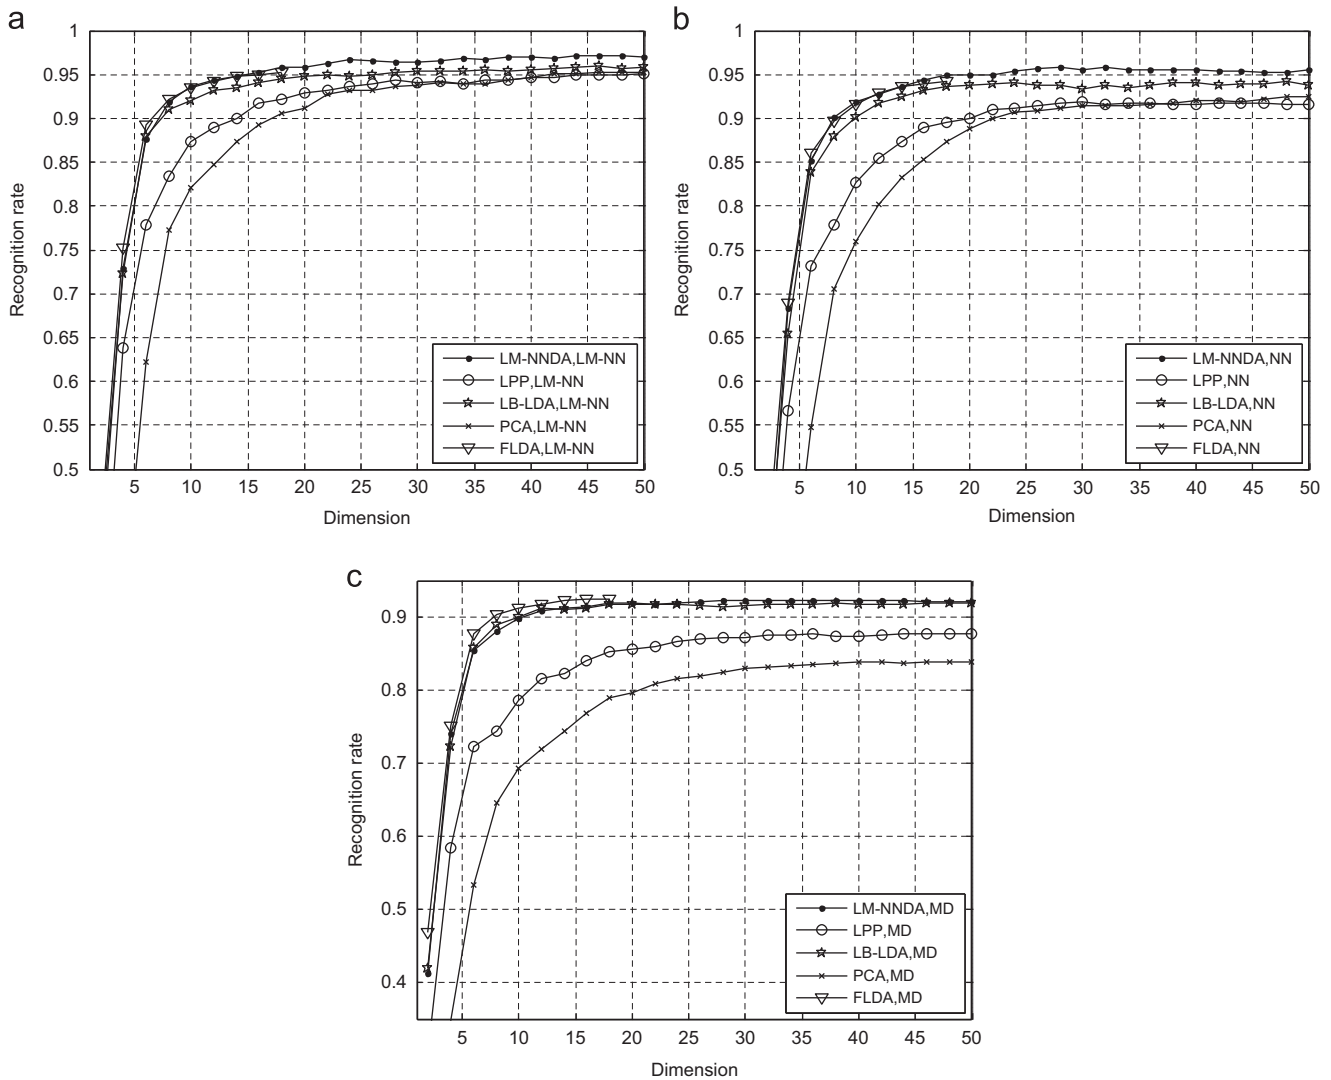 a
1
0.95
0.9
0.85
0.8
0.75
0.7
0.65
0.6
0.55
0.5
Recognition rate
5 10 15 20 25 30 35 40 45 50
Dimension
LM-NNDA,LM-NN
LPP,LM-NN
LB-LDA,LM-NN
PCA,LM-NN
FLDA,LM-NN
b
1
0.95
0.9
0.85
0.8
0.75
0.7
0.65
0.6
0.55
0.5
Recognition rate
5 10 15 20 25 30 35 40 45 50
Dimension
LM-NNDA,NN
LPP,NN
LB-LDA,NN
PCA,NN
FLDA,NN
c
0.9
0.8
0.7
0.6
0.5
0.4
Recognition rate
5 10 15 20 25 30 35 40 45 50
Dimension
LM-NNDA,MD
LPP,MD
LB-LDA,MD
PCA,MD
FLDA,MD